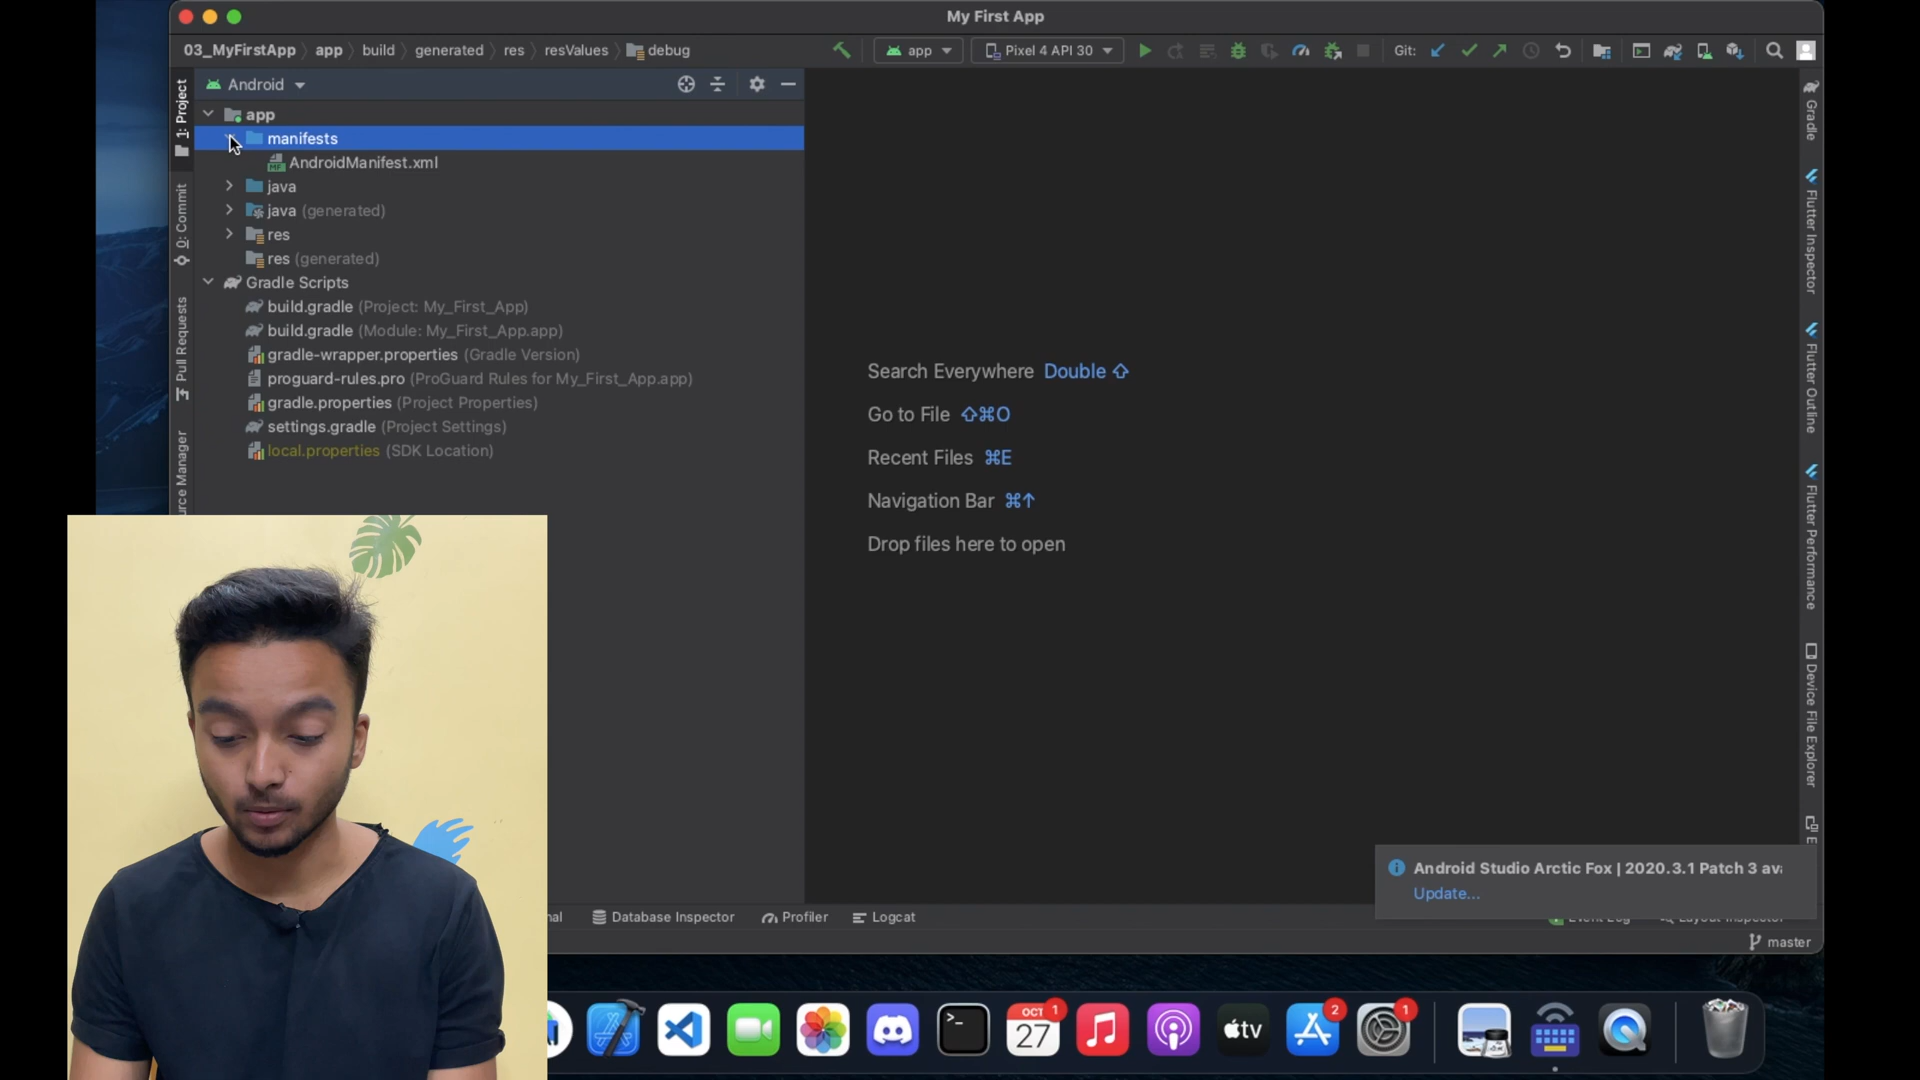 My First App
03_MyFirstApp app build generated res resValues debug
app
Pixel 4 API 30
Git:
Android
app
manifests
AndroidManifest.xml
java
java (generated)
res
res (generated)
Gradle Scripts
build.gradle (Project: My_First_App)
build.gradle (Module: My_First_App.app)
gradle-wrapper.properties (Gradle Version)
proguard-rules.pro (ProGuard Rules for My_First_App.app)
gradle.properties (Project Properties)
settings.gradle (Project Settings)
local.properties (SDK Location)
1: Project
0: Commit
Pull Requests
Search Everywhere Double ⇧
Go to File ⇧⌘O
Recent Files ⌘E
Navigation Bar ⌘↑
Drop files here to open
Gradle
Flutter Inspector
Flutter Outline
Flutter Performance
Device File Explorer
Android Studio Arctic Fox | 2020.3.1 Patch 3
Update...
Database Inspector
Profiler
Logcat
master
OCT
27
1
tv
2
1